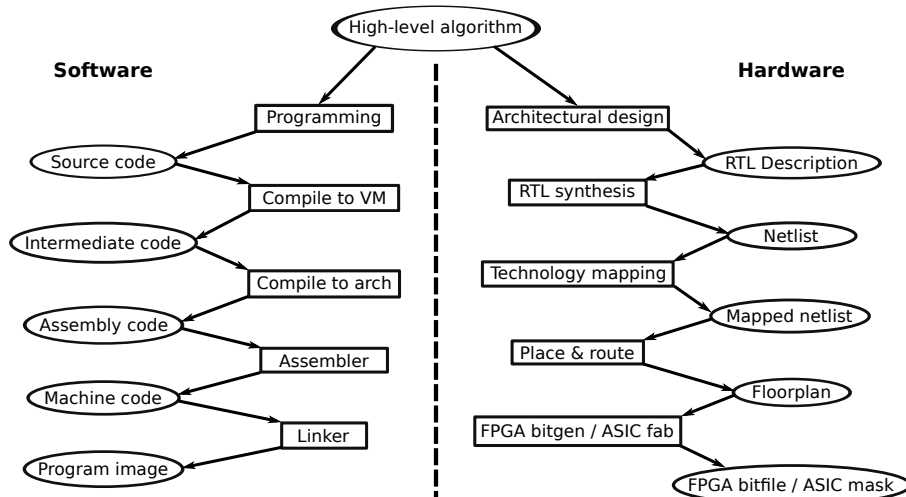 High-level algorithm
Software
Hardware
Programming
Architectural design
Source code
RTL Description
Compile to VM
RTL synthesis
Intermediate code
Netlist
Compile to arch
Technology mapping
Assembly code
Mapped netlist
Assembler
Place & route
Machine code
Floorplan
Linker
FPGA bitgen / ASIC fab
Program image
FPGA bitfile / ASIC mask